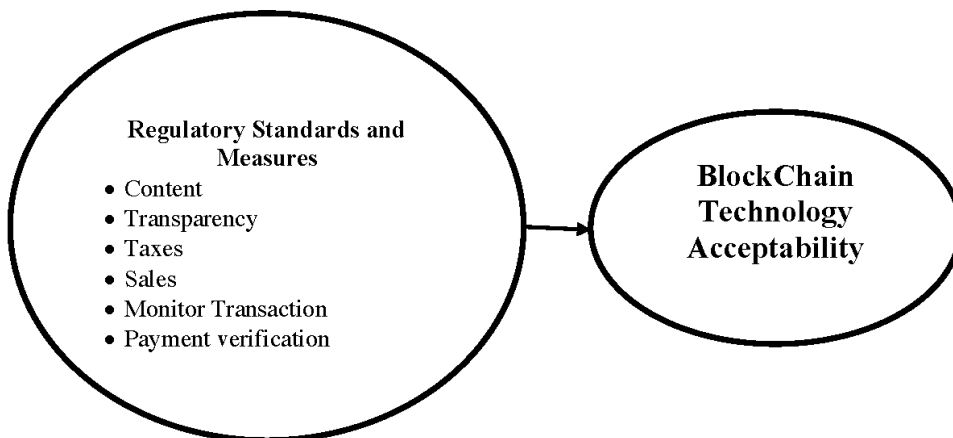 Regulatory Standards and
Measures
• Content
• Transparency
• Taxes
• Sales
• Monitor Transaction
• Payment verification
BlockChain
Technology
Acceptability